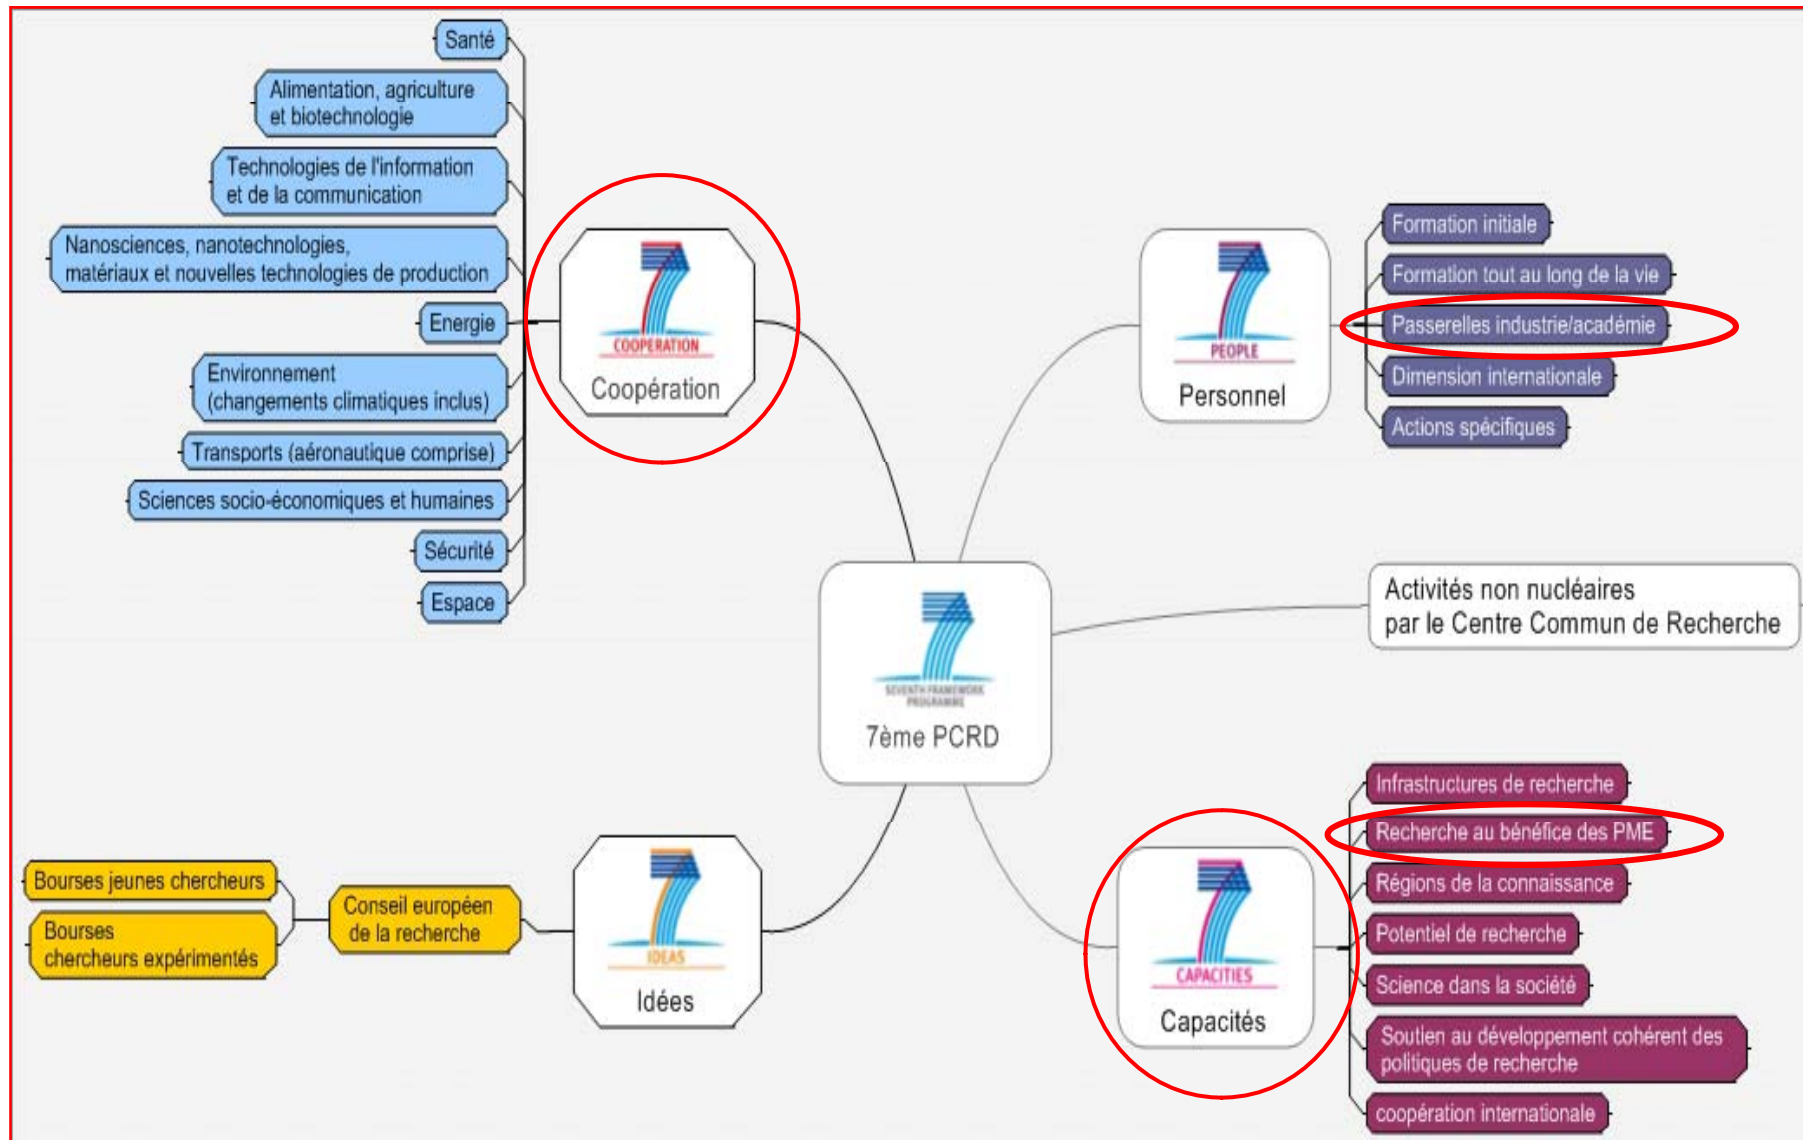 Santé
Alimentation, agriculture
et biotechnologie
Technologies de l'information
et de la communication
Nanosciences, nanotechnologies,
matériaux et nouvelles technologies de production
Energie
Environnement
(changements climatiques inclus)
Transports (aéronautique comprise)
Sciences socio-économiques et humaines
Sécurité
Espace
COOPERATION
Coopération
PEOPLE
Personnel
Formation initiale
Formation tout au long de la vie
Passerelles industrie/académie
Dimension internationale
Actions spécifiques
Activités non nucléaires
par le Centre Commun de Recherche
SEVENTH FRAMEWORK
PROGRAMME
7ème PCRD
Bourses jeunes chercheurs
Bourses
chercheurs expérimentés
Conseil européen
de la recherche
IDEAS
Idées
CAPACITIES
Capacités
Infrastructures de recherche
Recherche au bénéfice des PME
Régions de la connaissance
Potentiel de recherche
Science dans la société
Soutien au développement cohérent des
politiques de recherche
coopération internationale